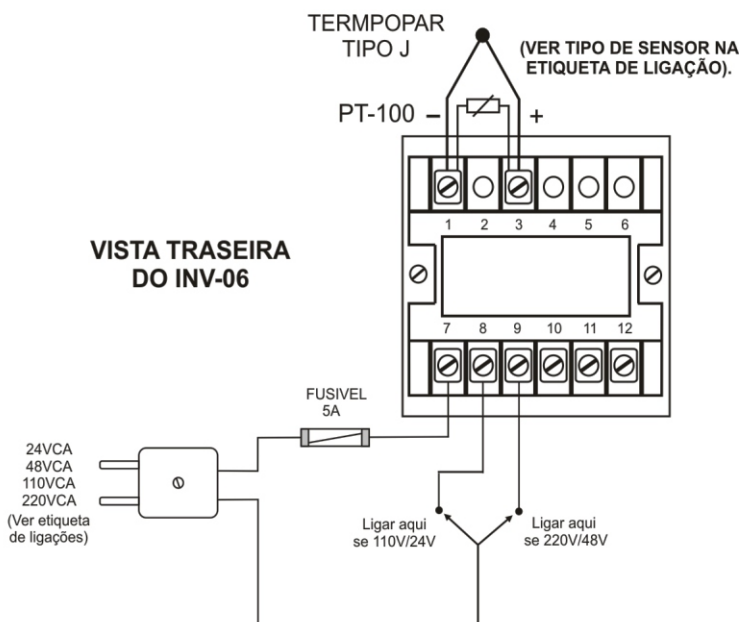 TERMPOPAR
TIPO J
(VER TIPO DE SENSOR NA
ETIQUETA DE LIGAÇÃO).
PT-100 – +
1 2 3 4 5 6
VISTA TRASEIRA
DO INV-06
7 8 9 10 11 12
FUSIVEL
5A
24VCA
48VCA
110VCA
220VCA
(Ver etiqueta
de ligações)
Ligar aqui
se 110V/24V
Ligar aqui
se 220V/48V